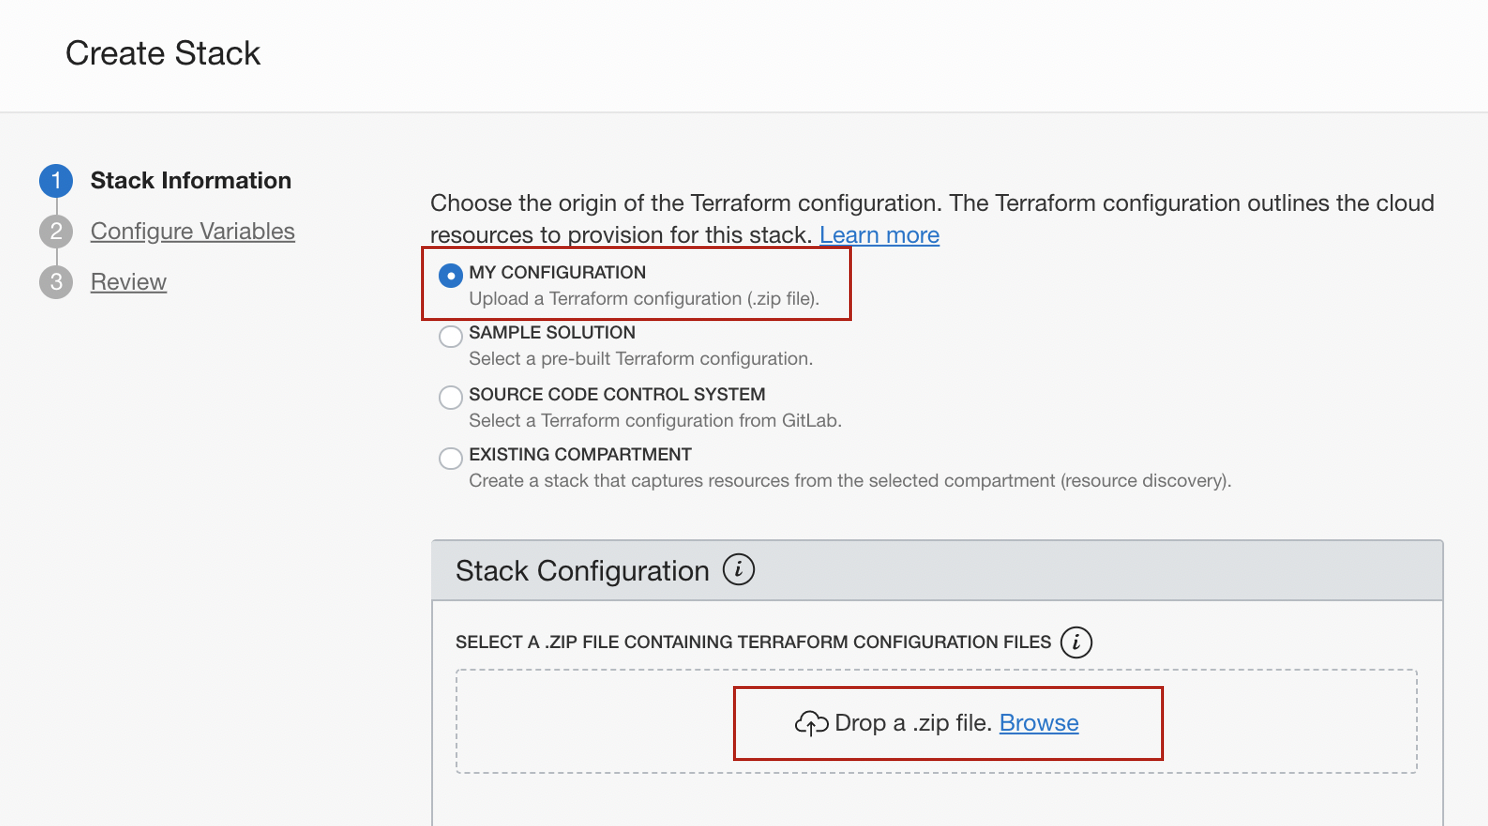 Create Stack
1 Stack Information
2 Configure Variables
3 Review
Choose the origin of the Terraform configuration. The Terraform configuration outlines the cloud
resources to provision for this stack. Learn more
MY CONFIGURATION
Upload a Terraform configuration (.zip file).
SAMPLE SOLUTION
Select a pre-built Terraform configuration.
SOURCE CODE CONTROL SYSTEM
Select a Terraform configuration from GitLab.
EXISTING COMPARTMENT
Create a stack that captures resources from the selected compartment (resource discovery).
Stack Configuration i
SELECT A .ZIP FILE CONTAINING TERRAFORM CONFIGURATION FILES i
Drop a .zip file. Browse